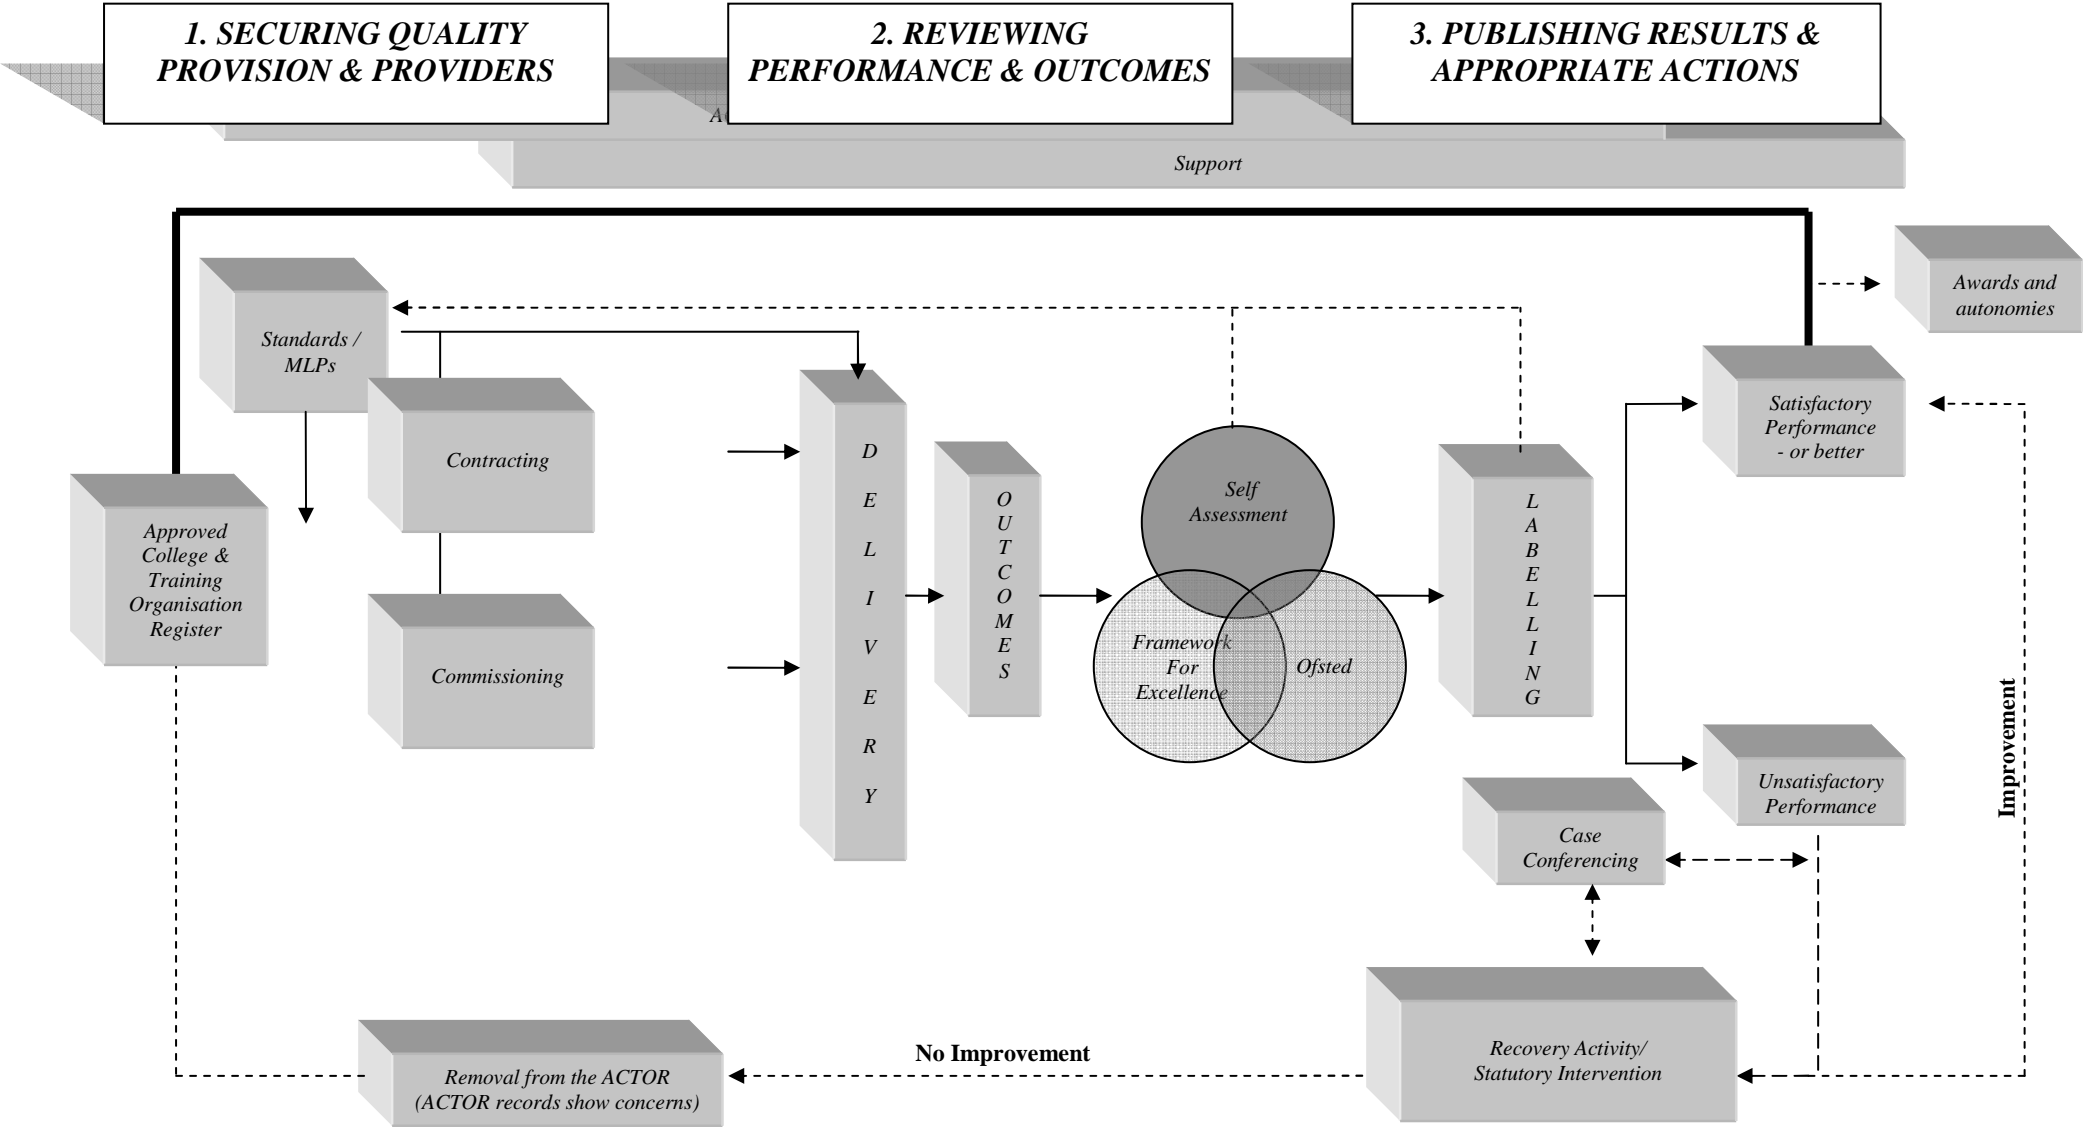 1. SECURING QUALITY
PROVISION & PROVIDERS
2. REVIEWING
PERFORMANCE & OUTCOMES
3. PUBLISHING RESULTS &
APPROPRIATE ACTIONS
Support
Awards and
autonomies
Standards /
MLPs
Contracting
Commissioning
Approved
College &
Training
Organisation
Register
D
E
L
I
V
E
R
Y
O
U
T
C
O
M
E
S
Self
Assessment
Framework
For
Excellence
Ofsted
L
A
B
E
L
L
I
N
G
Satisfactory
Performance
- or better
Unsatisfactory
Performance
Improvement
Case
Conferencing
Recovery Activity/
Statutory Intervention
No Improvement
Removal from the ACTOR
(ACTOR records show concerns)